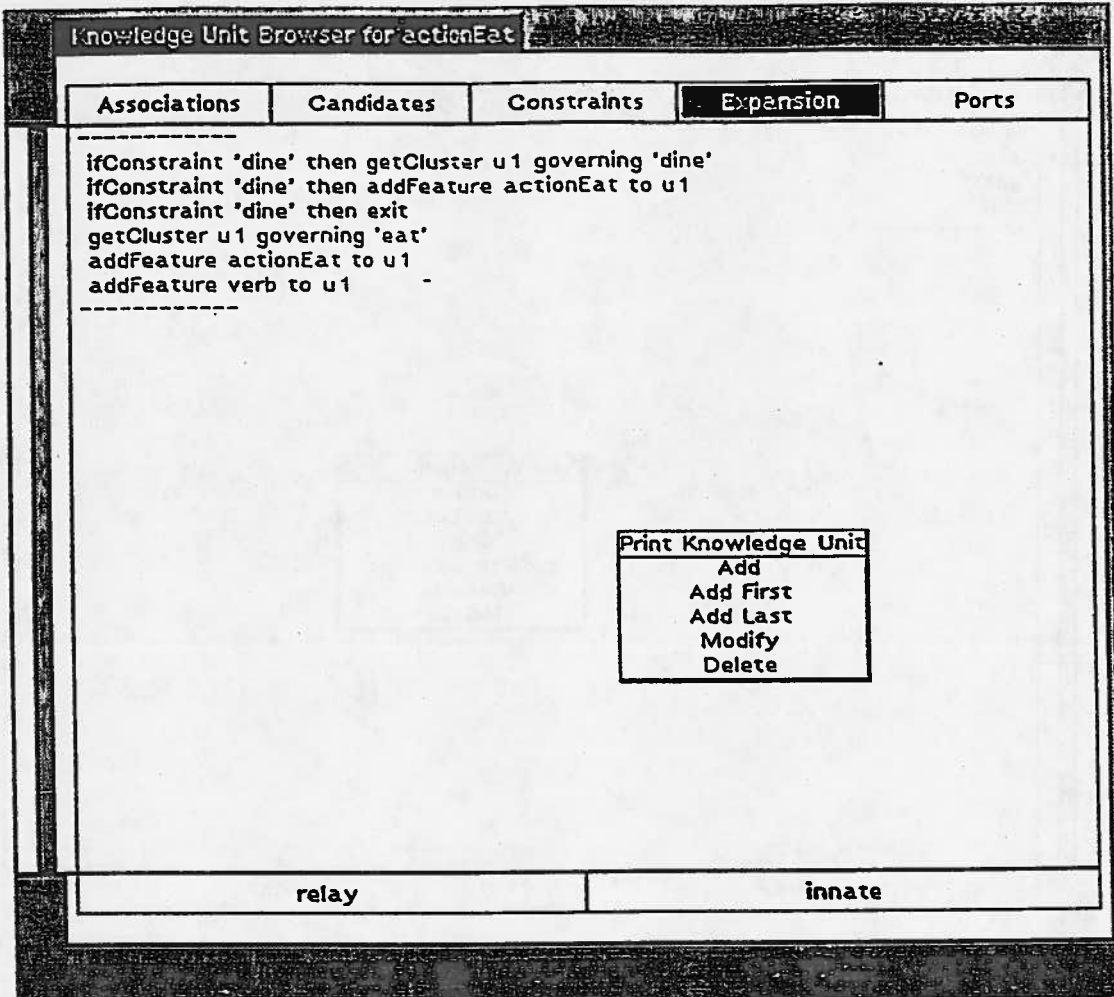 Knowledge Unit Browser for actionEat
Associations Candidates Constraints Expansion Ports
------------
ifConstraint 'dine' then getCluster u1 governing 'dine'
ifConstraint 'dine' then addFeature actionEat to u1
ifConstraint 'dine' then exit
getCluster u1 governing 'eat'
addFeature actionEat to u1
addFeature verb to u1
------------
Print Knowledge Unit
Add
Add First
Add Last
Modify
Delete
relay innate